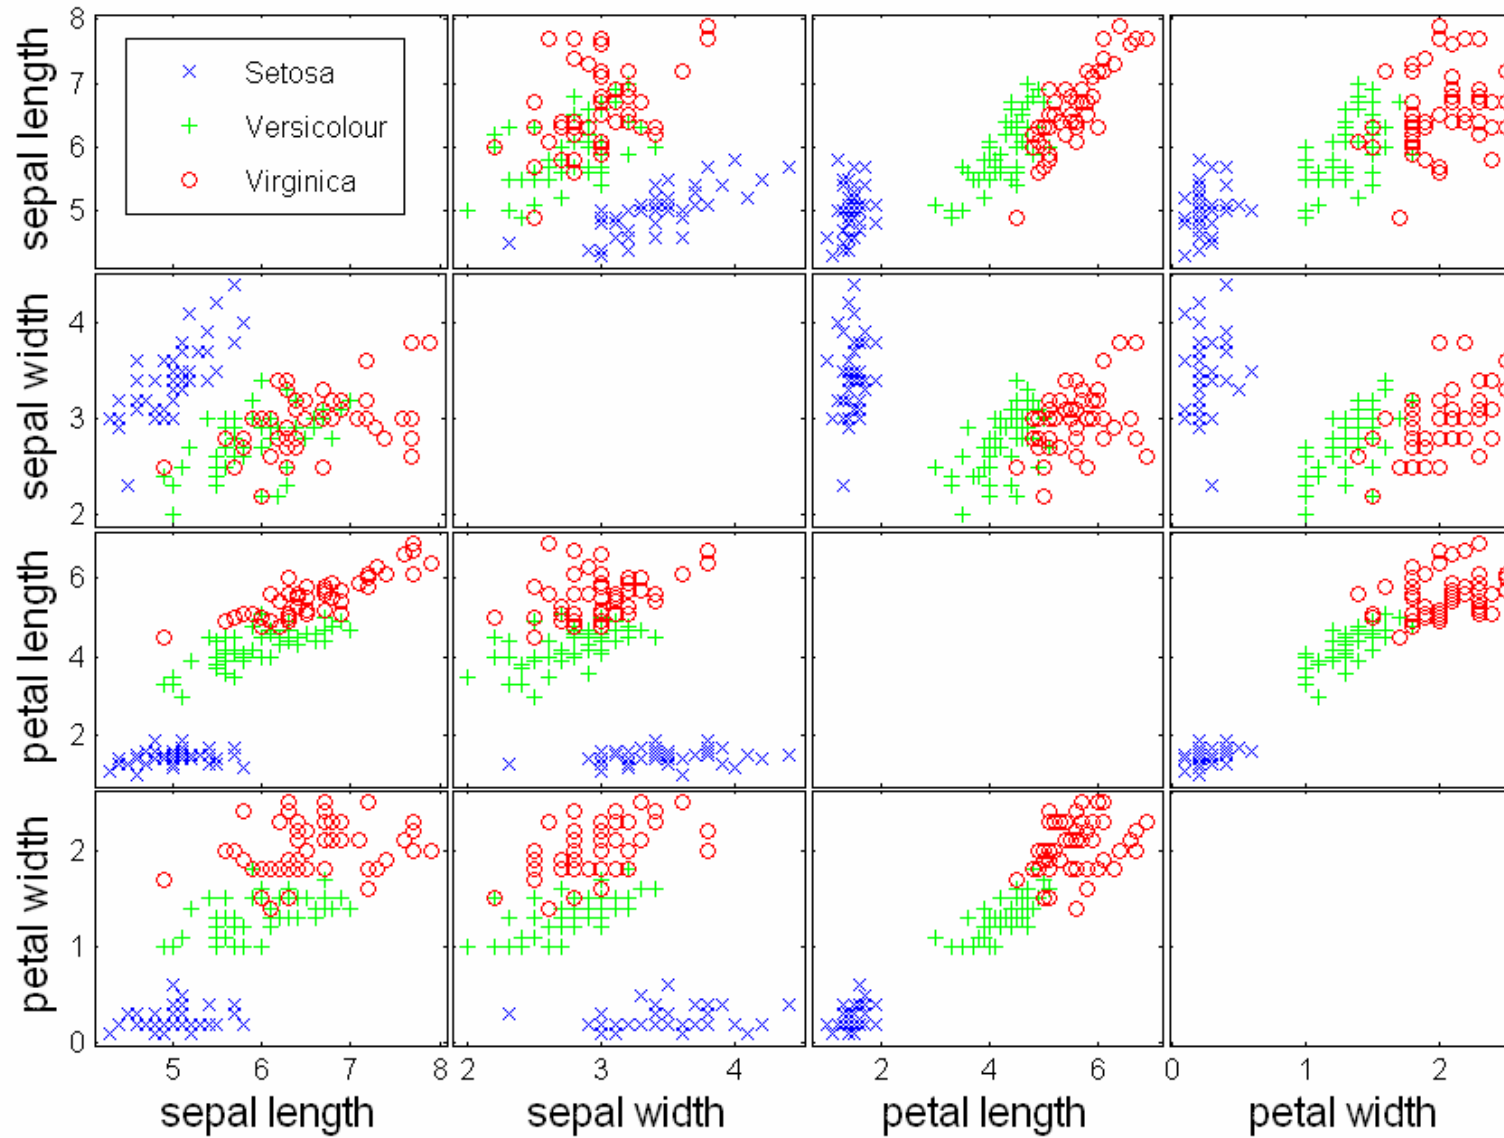 sepal length
8
7
6
5
Setosa
Versicolour
Virginica
sepal width
4
3
2
petal length
6
4
2
petal width
2
1
0
5 6 7 8 2 3 4 2 4 6 0 1 2
sepal length sepal width petal length petal width